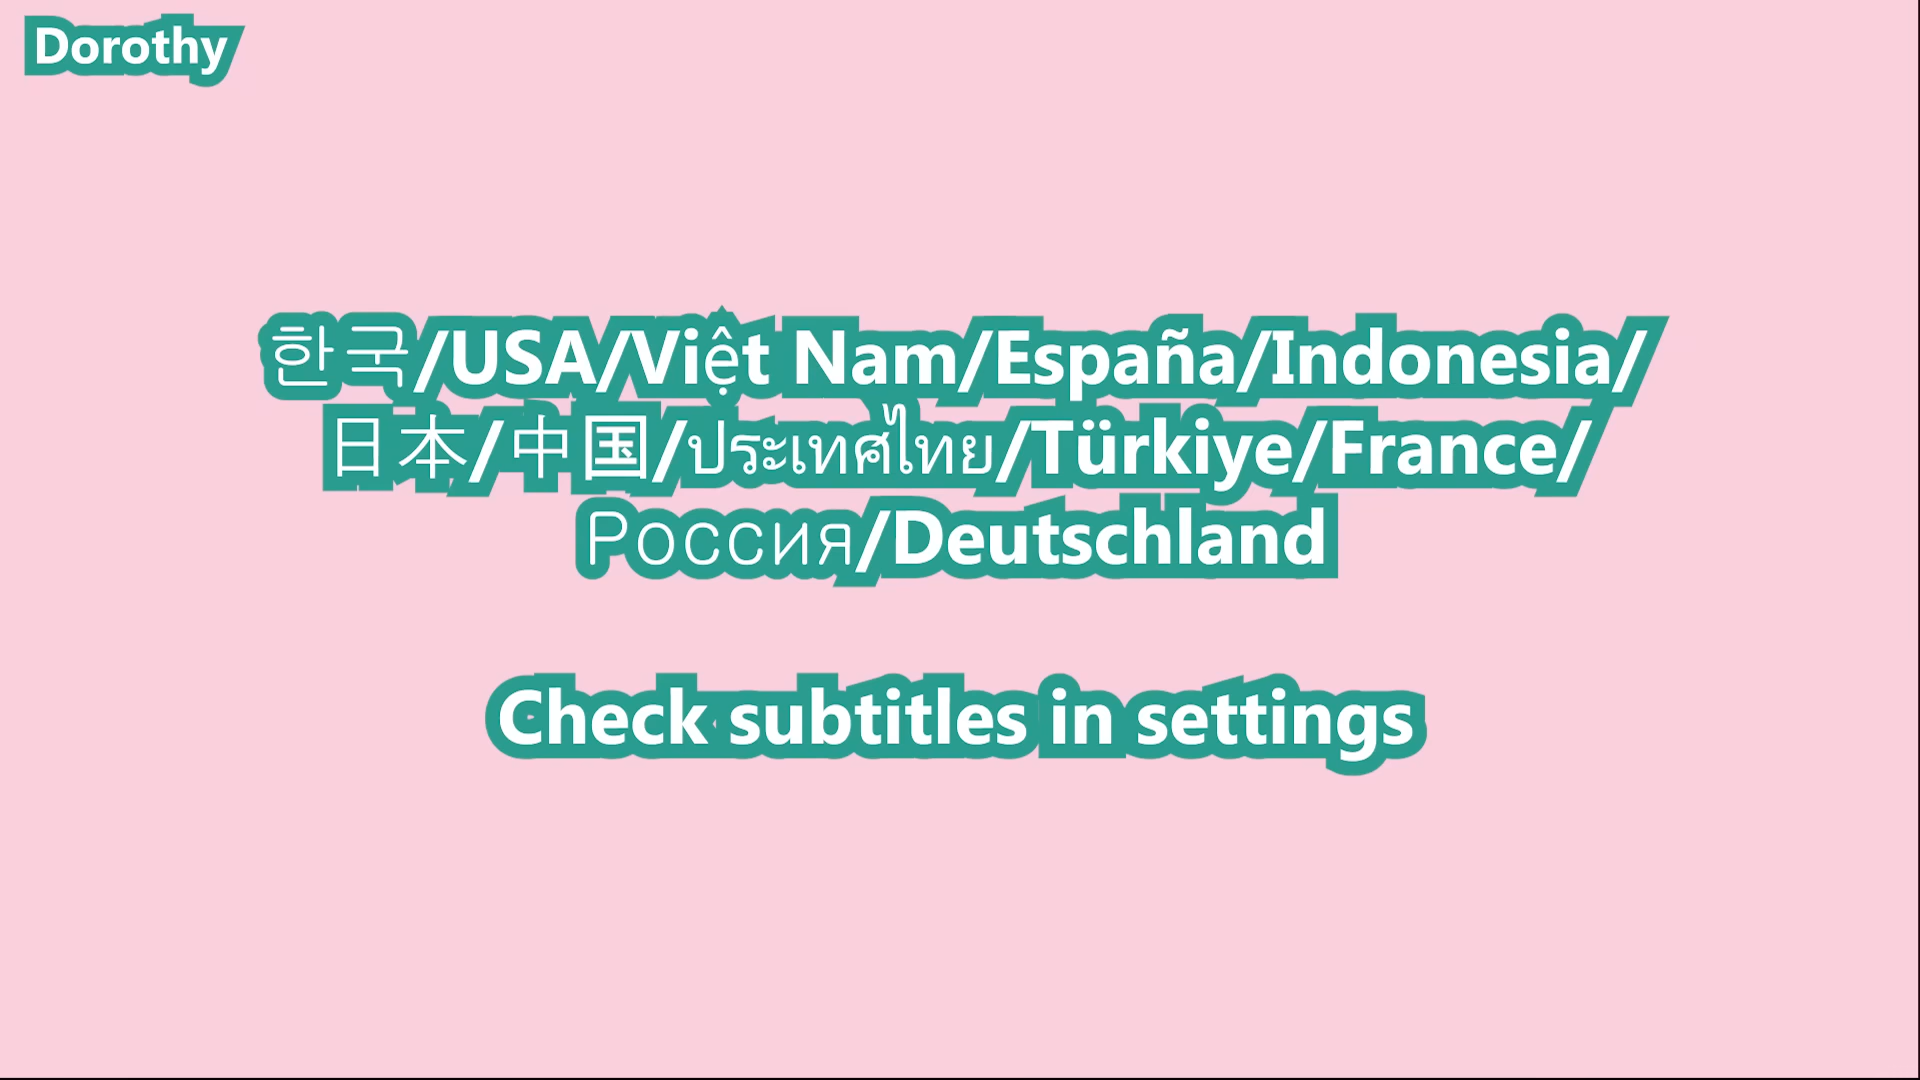 Dorothy
한국/USA/Việt Nam/España/Indonesia/
日本/中国/ประเทศไทย/Türkiye/France/
Россия/Deutschland
Check subtitles in settings